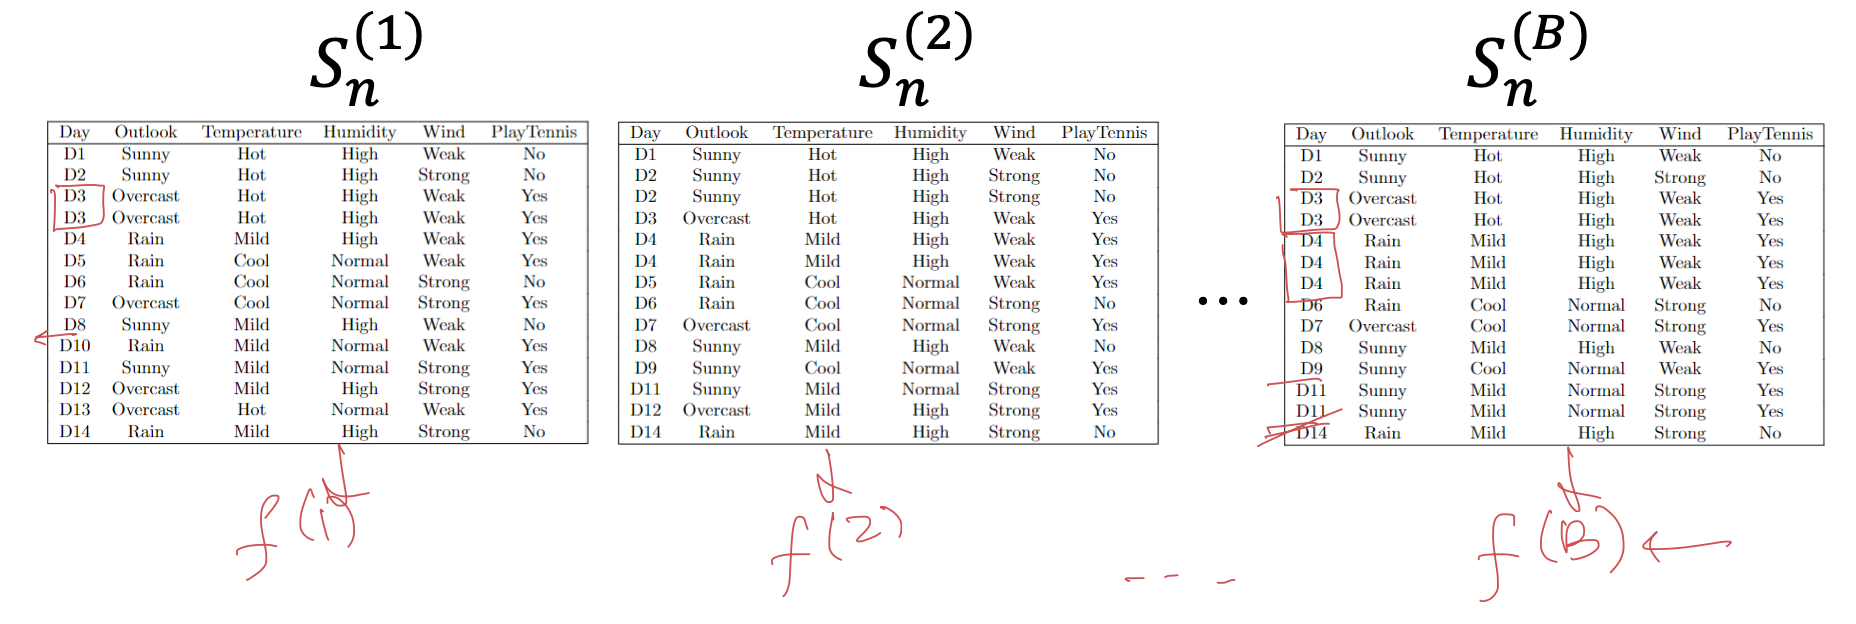 S_n^(1) S_n^(2) S_n^(B)
Day Outlook Temperature Humidity Wind PlayTennis
D1 Sunny Hot High Weak No
D2 Sunny Hot High Strong No
D3 Overcast Hot High Weak Yes
D3 Overcast Hot High Weak Yes
D4 Rain Mild High Weak Yes
D5 Rain Cool Normal Weak Yes
D6 Rain Cool Normal Strong No
D7 Overcast Cool Normal Strong Yes
D8 Sunny Mild High Weak No
D10 Rain Mild Normal Weak Yes
D11 Sunny Mild Normal Strong Yes
D12 Overcast Mild High Strong Yes
D13 Overcast Hot Normal Weak Yes
D14 Rain Mild High Strong No
Day Outlook Temperature Humidity Wind PlayTennis
D1 Sunny Hot High Weak No
D2 Sunny Hot High Strong No
D2 Sunny Hot High Strong No
D3 Overcast Hot High Weak Yes
D4 Rain Mild High Weak Yes
D4 Rain Mild High Weak Yes
D5 Rain Cool Normal Weak Yes
D6 Rain Cool Normal Strong No
D7 Overcast Cool Normal Strong Yes
D8 Sunny Mild High Weak No
D9 Sunny Cool Normal Weak Yes
D11 Sunny Mild Normal Strong Yes
D12 Overcast Mild High Strong Yes
D14 Rain Mild High Strong No
...
Day Outlook Temperature Humidity Wind PlayTennis
D1 Sunny Hot High Weak No
D2 Sunny Hot High Strong No
D3 Overcast Hot High Weak Yes
D3 Overcast Hot High Weak Yes
D4 Rain Mild High Weak Yes
D4 Rain Mild High Weak Yes
D4 Rain Mild High Weak Yes
D6 Rain Cool Normal Strong No
D7 Overcast Cool Normal Strong Yes
D8 Sunny Mild High Weak No
D9 Sunny Cool Normal Weak Yes
D11 Sunny Mild Normal Strong Yes
D11 Sunny Mild Normal Strong Yes
D14 Rain Mild High Strong No
f(1) f(2) --- f(B)